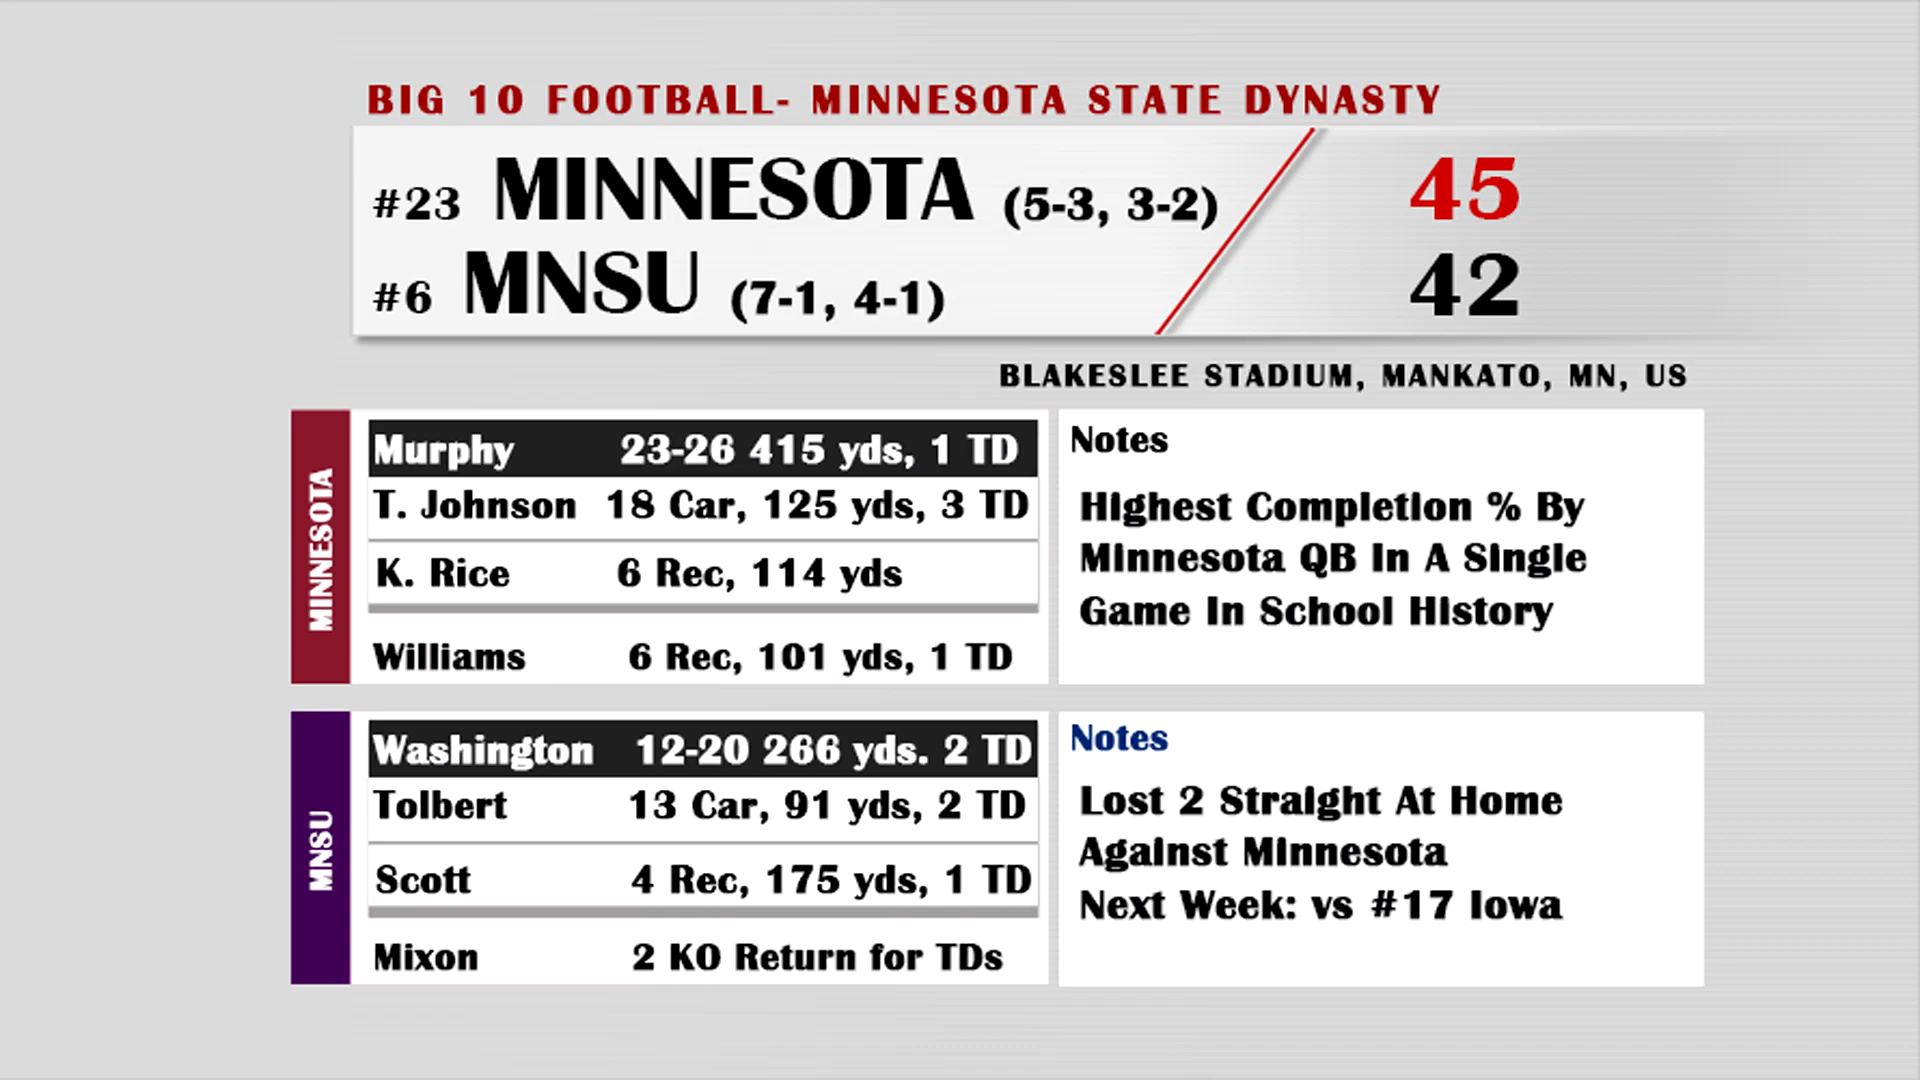 BIG 10 FOOTBALL- MINNESOTA STATE DYNASTY
#23 MINNESOTA (5-3, 3-2) 45
#6 MNSU (7-1, 4-1) 42
BLAKESLEE STADIUM, MANKATO, MN, US
MINNESOTA
Murphy 23-26 415 yds, 1 TD
T. Johnson 18 Car, 125 yds, 3 TD
K. Rice 6 Rec, 114 yds
Williams 6 Rec, 101 yds, 1 TD
Notes
Highest Completion % By
Minnesota QB In A Single
Game In School History
MNSU
Washington 12-20 266 yds. 2 TD
Tolbert 13 Car, 91 yds, 2 TD
Scott 4 Rec, 175 yds, 1 TD
Mixon 2 KO Return for TDs
Notes
Lost 2 Straight At Home
Against Minnesota
Next Week: vs #17 Iowa